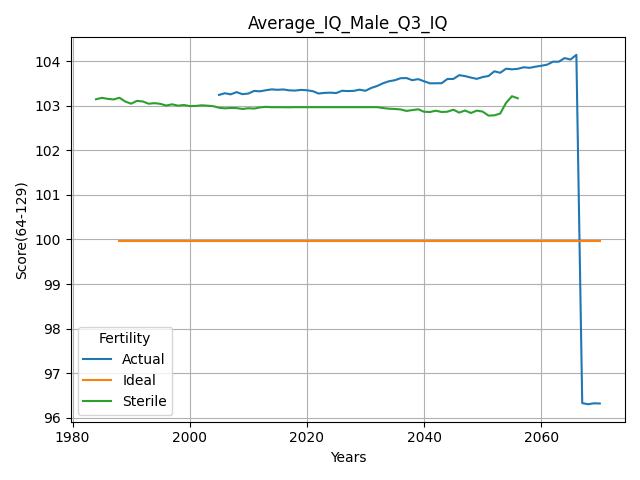 Average_IQ_Male_Q3_IQ
Score(64-129)
104
103
102
101
100
99
98
97
96
Fertility
Actual
Ideal
Sterile
1980 2000 2020 2040 2060
Years